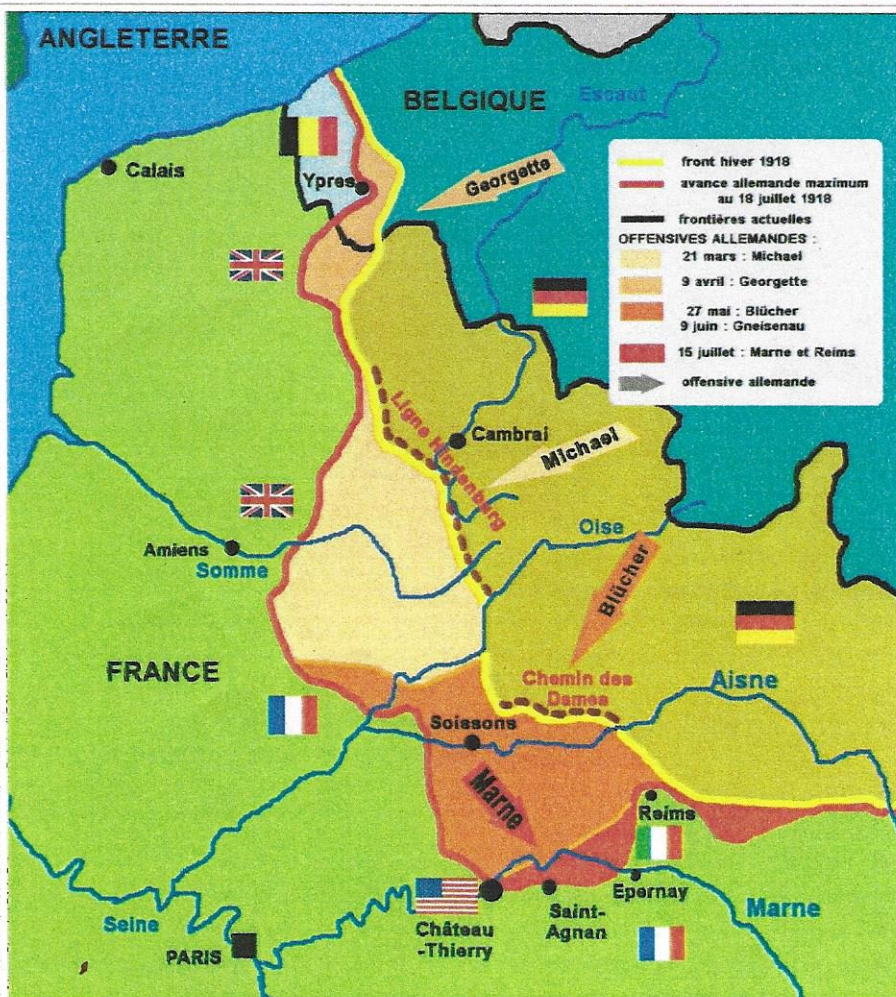 ANGLETERRE
BELGIQUE
Escaut
Calais
Ypres
Georgette
front hiver 1918
avance allemande maximum
au 18 juillet 1918
frontières actuelles
OFFENSIVES ALLEMANDES :
21 mars : Michael
9 avril : Georgette
27 mai : Blücher
9 juin : Gneisenau
15 juillet : Marne et Reims
offensive allemande
Ligne Hindenburg
Cambrai
Michael
Oise
Amiens
Somme
Blücher
FRANCE
Chemin des
Dames
Aisne
Soissons
Marne
Reims
Epernay
Marne
Seine
Château
-Thierry
Saint-
Agnan
PARIS